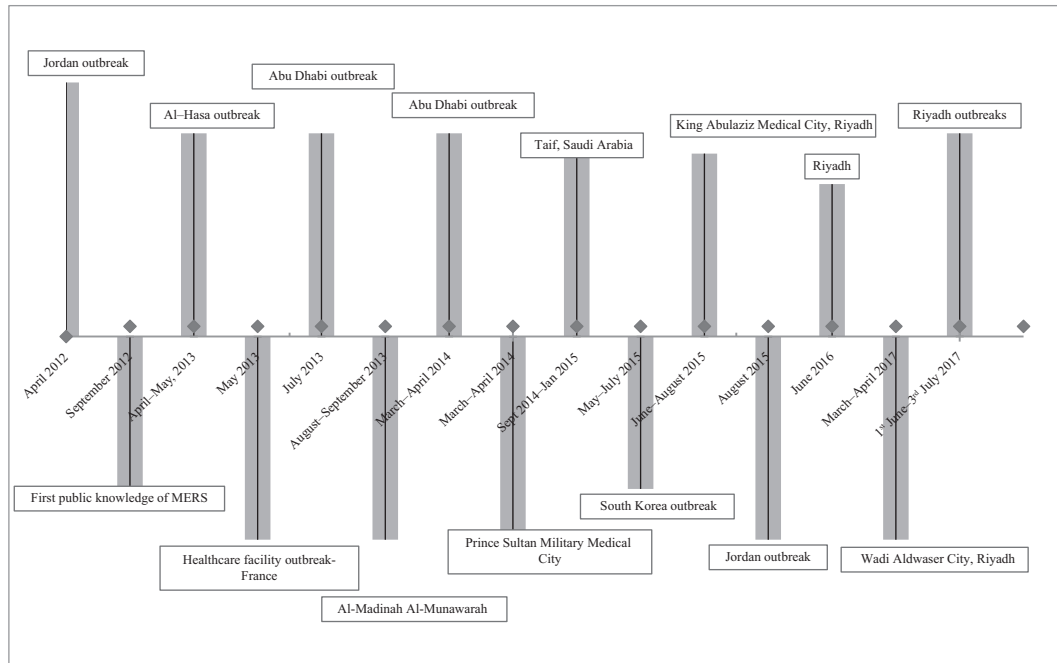 Jordan outbreak
Abu Dhabi outbreak
Abu Dhabi outbreak
Al–Hasa outbreak
Taif, Saudi Arabia
King Abulaziz Medical City, Riyadh
Riyadh
Riyadh outbreaks
April 2012
September 2012
April–May, 2013
May 2013
July 2013
August–September 2013
March–April 2014
March–April 2014
Sept 2014–Jan 2015
May–July 2015
June–August 2015
August 2015
June 2016
March–April 2017
1st June–3rd July 2017
First public knowledge of MERS
Healthcare facility outbreak-
France
Al-Madinah Al-Munawarah
Prince Sultan Military Medical
City
South Korea outbreak
Jordan outbreak
Wadi Aldwaser City, Riyadh